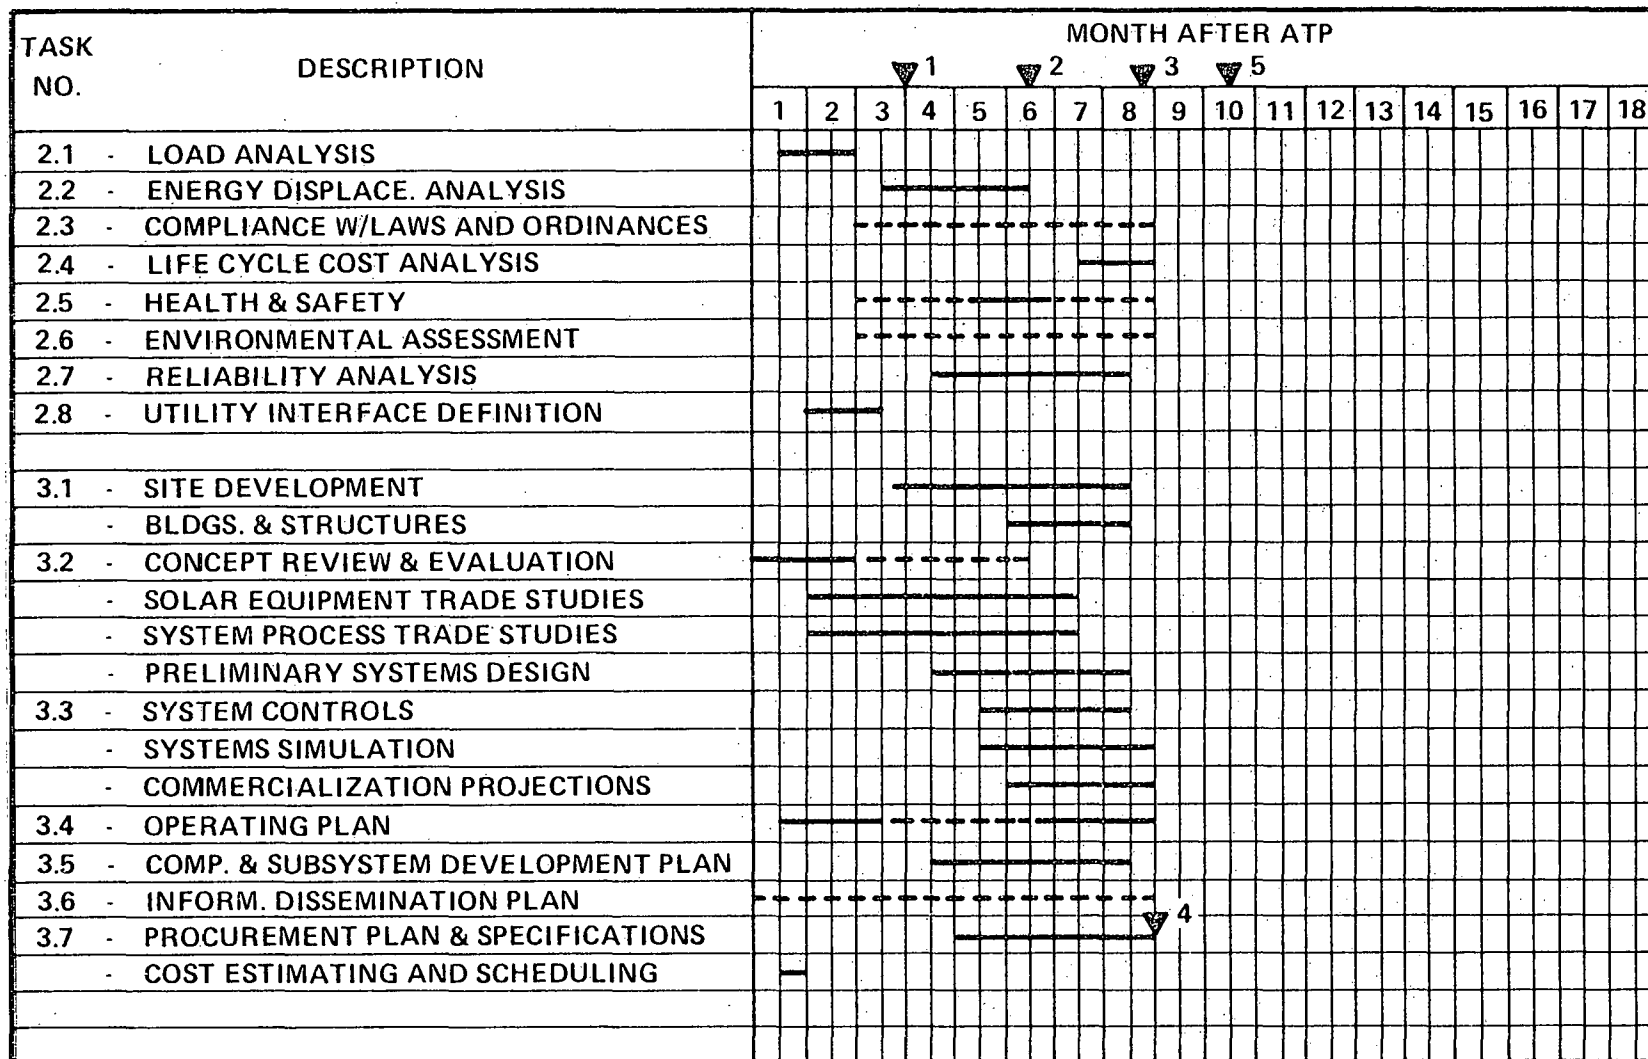 MONTH AFTER ATP
TASK NO. DESCRIPTION
1 2 3 5
1 2 3 4 5 6 7 8 9 10 11 12 13 14 15 16 17 18
2.1 - LOAD ANALYSIS
2.2 - ENERGY DISPLACE. ANALYSIS
2.3 - COMPLIANCE W/LAWS AND ORDINANCES
2.4 - LIFE CYCLE COST ANALYSIS
2.5 - HEALTH & SAFETY
2.6 - ENVIRONMENTAL ASSESSMENT
2.7 - RELIABILITY ANALYSIS
2.8 - UTILITY INTERFACE DEFINITION
3.1 - SITE DEVELOPMENT
- BLDGS. & STRUCTURES
3.2 - CONCEPT REVIEW & EVALUATION
- SOLAR EQUIPMENT TRADE STUDIES
- SYSTEM PROCESS TRADE STUDIES
- PRELIMINARY SYSTEMS DESIGN
3.3 - SYSTEM CONTROLS
- SYSTEMS SIMULATION
- COMMERCIALIZATION PROJECTIONS
3.4 - OPERATING PLAN
3.5 - COMP. & SUBSYSTEM DEVELOPMENT PLAN
3.6 - INFORM. DISSEMINATION PLAN
4
3.7 - PROCUREMENT PLAN & SPECIFICATIONS
- COST ESTIMATING AND SCHEDULING